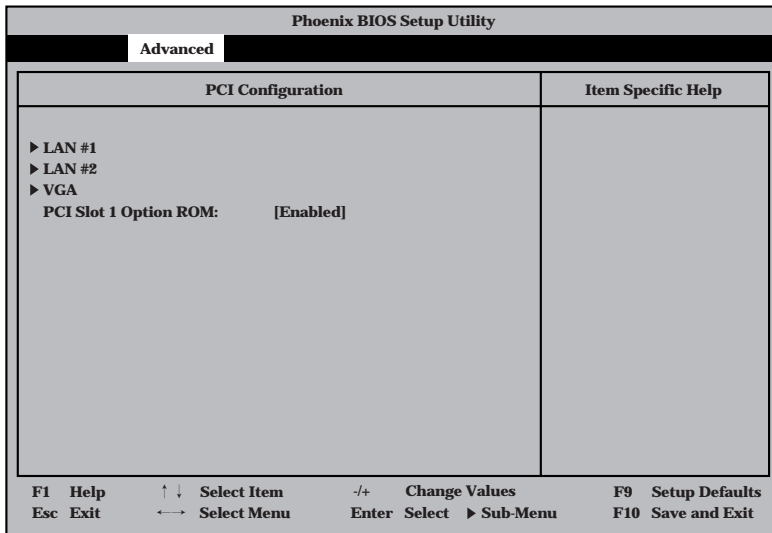 Phoenix BIOS Setup Utility
Advanced
PCI Configuration
Item Specific Help
▶ LAN #1
▶ LAN #2
▶ VGA
PCI Slot 1 Option ROM: [Enabled]
F1 Help ↑ ↓ Select Item -/+ Change Values F9 Setup Defaults
Esc Exit ←→ Select Menu Enter Select ▶ Sub-Menu F10 Save and Exit